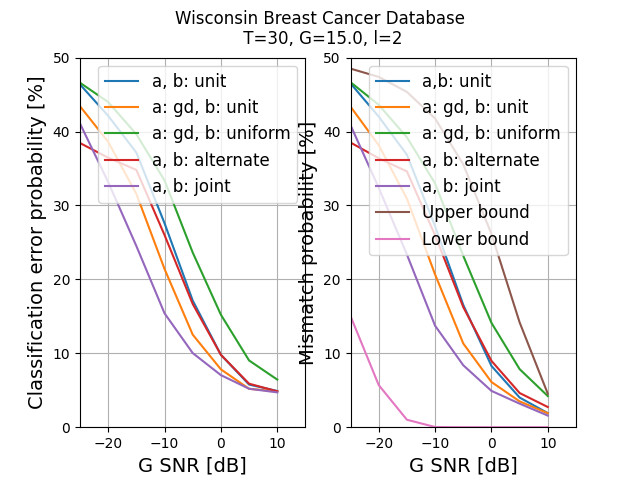 Wisconsin Breast Cancer Database
T=30, G=15.0, l=2
Classification error probability [%]
50
40
30
20
10
0
a, b: unit
a: gd, b: unit
a: gd, b: uniform
a, b: alternate
a, b: joint
−20
−10
0
10
G SNR [dB]
Mismatch probability [%]
50
40
30
20
10
0
a,b: unit
a: gd, b: unit
a: gd, b: uniform
a, b: alternate
a, b: joint
Upper bound
Lower bound
−20
−10
0
10
G SNR [dB]